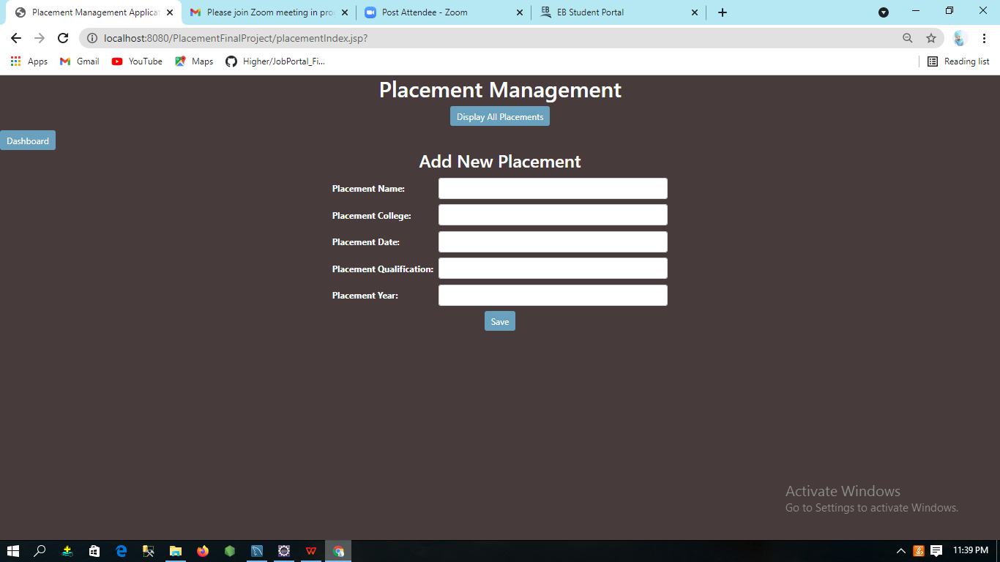 Placement Management Applicat
Please join Zoom meeting in pro
Post Attendee - Zoom
EB Student Portal
localhost:8080/PlacementFinalProject/placementIndex.jsp?
Apps
Gmail
YouTube
Maps
Higher/JobPortal_Fi...
Reading list
Placement Management
Display All Placements
Dashboard
Add New Placement
Placement Name:
Placement College:
Placement Date:
Placement Qualification:
Placement Year:
Save
Activate Windows
Go to Settings to activate Windows.
11:39 PM